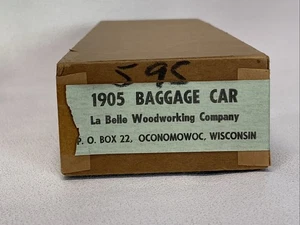 595
1905 BAGGAGE CAR
La Belle Woodworking Company
P. O. BOX 22, OCONOMOWOC, WISCONSIN